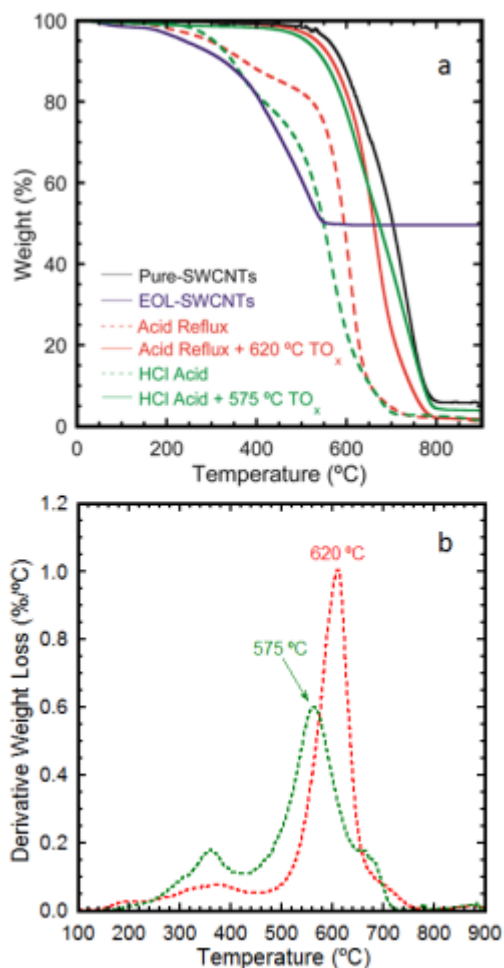 a
100
80
60
40
20
0
Weight (%)
Pure-SWCNTs
EOL-SWCNTs
Acid Reflux
Acid Reflux + 620 ºC TOx
HCl Acid
HCl Acid + 575 ºC TOx
0 200 400 600 800
Temperature (ºC)
b
1.2
1.0
0.8
0.6
0.4
0.2
0.0
Derivative Weight Loss (%/ºC)
620 ºC
575 ºC
100 200 300 400 500 600 700 800 900
Temperature (ºC)